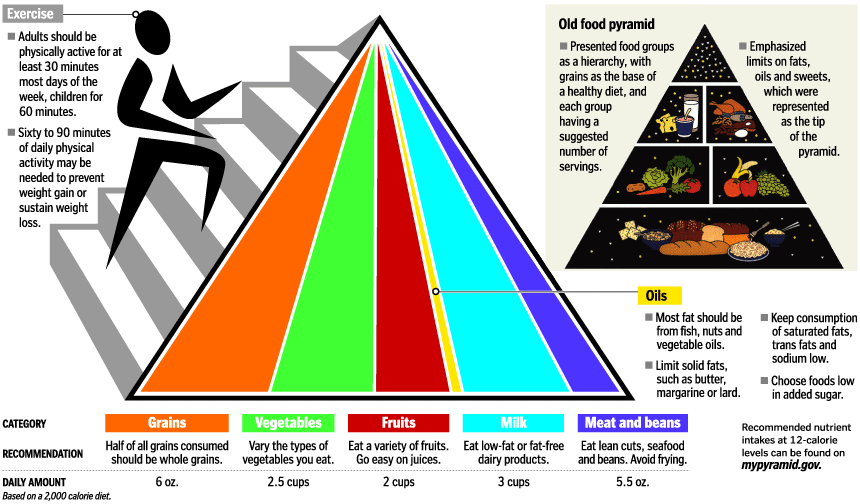 Exercise
■ Adults should be
physically active for at
least 30 minutes
most days of the
week, children for
60 minutes.
■ Sixty to 90 minutes
of daily physical
activity may be
needed to prevent
weight gain or
sustain weight
loss.
Old food pyramid
■ Presented food groups
as a hierarchy, with
grains as the base of
a healthy diet, and
each group
having a
suggested
number of
servings.
■ Emphasized
limits on fats,
oils and sweets,
which were
represented
as the tip
of the
pyramid.
Oils
■ Most fat should be
from fish, nuts and
vegetable oils.
■ Limit solid fats,
such as butter,
margarine or lard.
■ Keep consumption
of saturated fats,
trans fats and
sodium low.
■ Choose foods low
in added sugar.
CATEGORY Grains Vegetables Fruits Milk Meat and beans
RECOMMENDATION
Half of all grains consumed
should be whole grains.
Vary the types of
vegetables you eat.
Eat a variety of fruits.
Go easy on juices.
Eat low-fat or fat-free
dairy products.
Eat lean cuts, seafood
and beans. Avoid frying.
DAILY AMOUNT 6 oz. 2.5 cups 2 cups 3 cups 5.5 oz.
Based on a 2,000 calorie diet.
Recommended nutrient
intakes at 12-calorie
levels can be found on
mypyramid.gov.